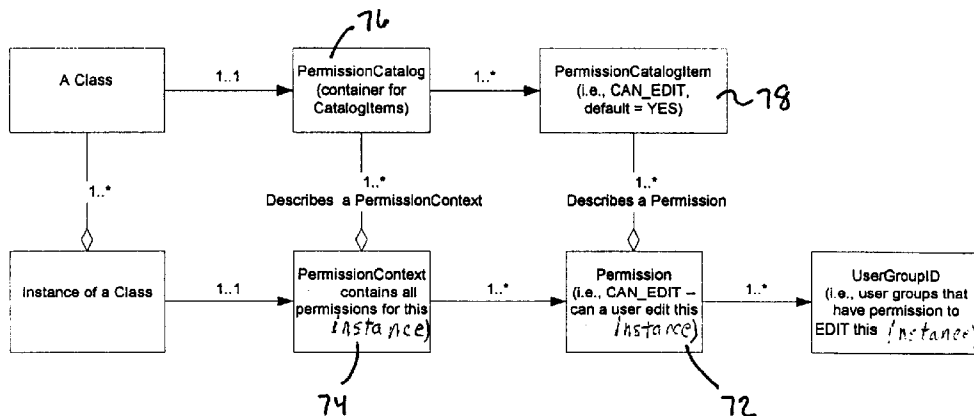 76
A Class
1..1
PermissionCatalog
(container for
CatalogItems)
1..*
PermissionCatalogItem
(i.e., CAN_EDIT,
default = YES)
78
1..*
1..*
Describes a PermissionContext
1..*
Describes a Permission
Instance of a Class
1..1
PermissionContext
contains all
permissions for this
Instance)
1..*
Permission
(i.e., CAN_EDIT –
can a user edit this
Instance)
1..*
UserGroupID
(i.e., user groups that
have permission to
EDIT this Instance)
74
72